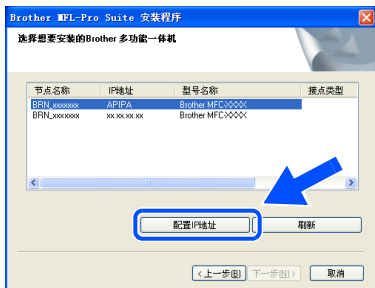 Brother MFL-Pro Suite 安装程序
选择想要安装的Brother 多功能一体机
节点名称 IP地址 型号名称 接点类型
BRN_xxxxxx APIPA Brother MFC-XXXX
BRN_xxxxxx xx.xx.xx.xx Brother MFC-XXXX
配置IP地址 刷新
<上一步(B) 下一步(N)> 取消